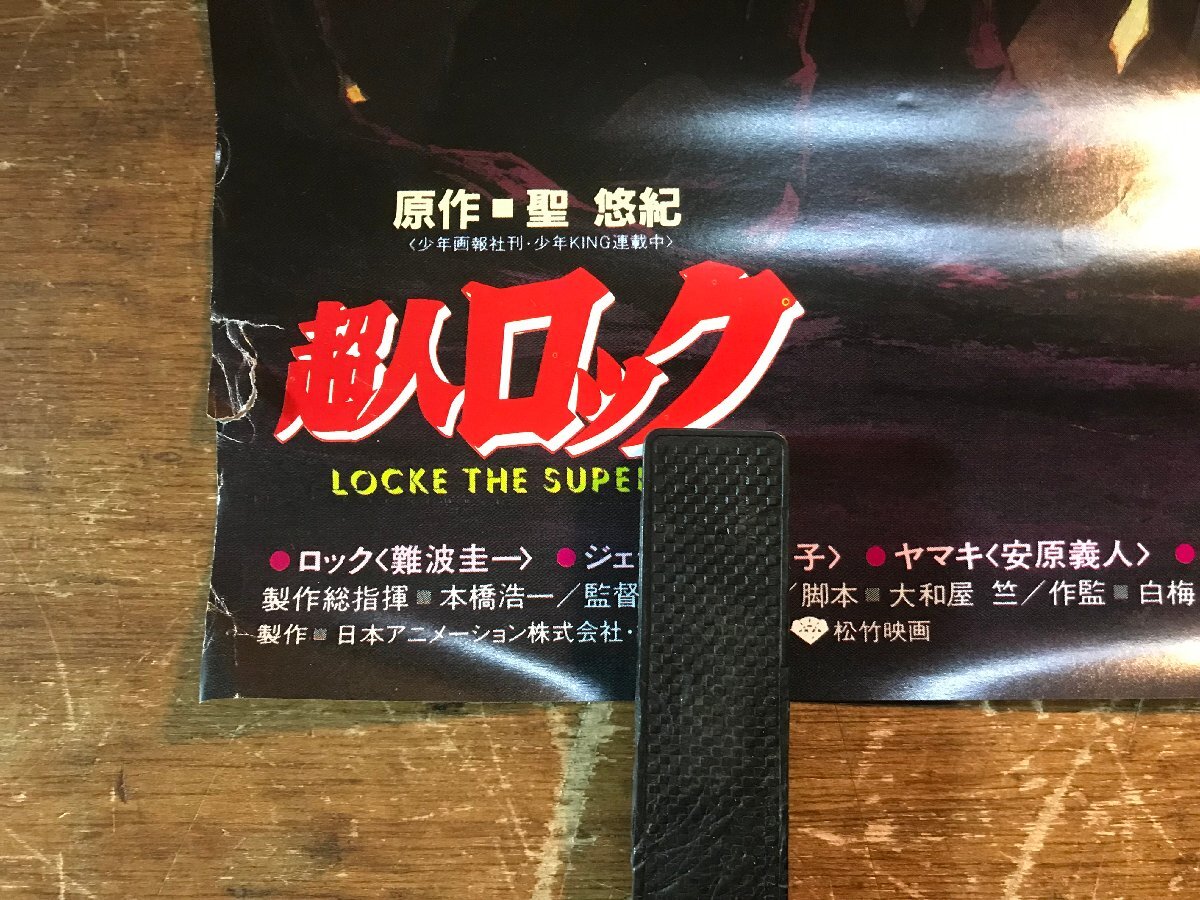 原作■聖 悠紀
〈少年画報社刊・少年KING連載中〉
超人ロック
LOCKE THE SUPE
●ロック〈難波圭一〉 ●ジェ 子〉 ●ヤマキ〈安原義人〉 ●
製作総指揮■本橋浩一／監督 ／脚本■大和屋 竺／作監■白梅
製作■日本アニメーション株式会社・ 松竹映画